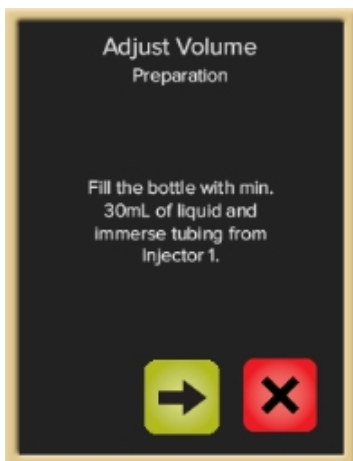 Adjust Volume
Preparation
Fill the bottle with min.
30mL of liquid and
immerse tubing from
Injector 1.